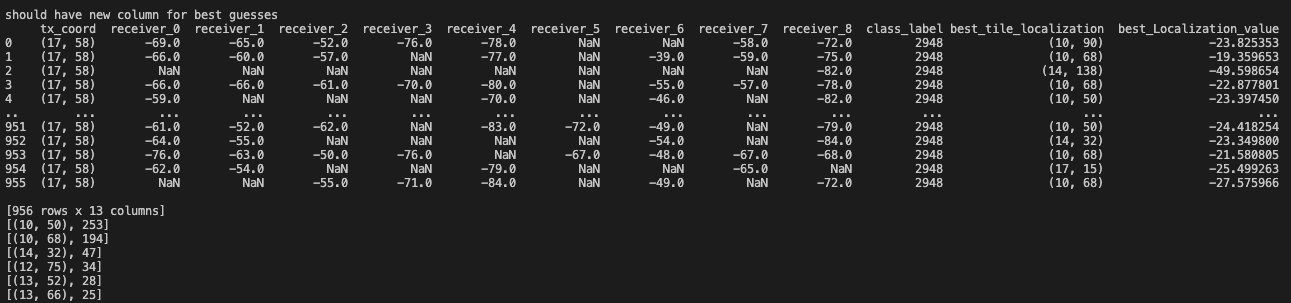 should have new column for best guesses
tx_coord receiver_0 receiver_1 receiver_2 receiver_3 receiver_4 receiver_5 receiver_6 receiver_7 receiver_8 class_label best_tile_localization best_Localization_value
0 (17, 58) -69.0 -65.0 -52.0 -76.0 -78.0 NaN NaN -58.0 -72.0 2948 (10, 90) -23.825353
1 (17, 58) -66.0 -60.0 -57.0 NaN -77.0 NaN -39.0 -59.0 -75.0 2948 (10, 68) -19.359653
2 (17, 58) NaN NaN NaN NaN NaN NaN NaN NaN -82.0 2948 (14, 138) -49.598654
3 (17, 58) -66.0 -66.0 -61.0 -70.0 -80.0 NaN -55.0 -57.0 -78.0 2948 (10, 68) -22.877801
4 (17, 58) -59.0 NaN NaN NaN -70.0 NaN -46.0 NaN -82.0 2948 (10, 50) -23.397450
.. ... ... ... ... ... ... ... ... ... ... ... ... ...
951 (17, 58) -61.0 -52.0 -62.0 NaN -83.0 -72.0 -49.0 NaN -79.0 2948 (10, 50) -24.418254
952 (17, 58) -64.0 -55.0 NaN NaN NaN NaN -54.0 NaN -84.0 2948 (14, 32) -23.349800
953 (17, 58) -76.0 -63.0 -50.0 -76.0 NaN -67.0 -48.0 -67.0 -68.0 2948 (10, 68) -21.580805
954 (17, 58) -62.0 -54.0 NaN NaN -79.0 NaN NaN -65.0 NaN 2948 (17, 15) -25.499263
955 (17, 58) NaN NaN -55.0 -71.0 -84.0 NaN -49.0 NaN -72.0 2948 (10, 68) -27.575966
[956 rows x 13 columns]
[(10, 50), 253]
[(10, 68), 194]
[(14, 32), 47]
[(12, 75), 34]
[(13, 52), 28]
[(13, 66), 25]